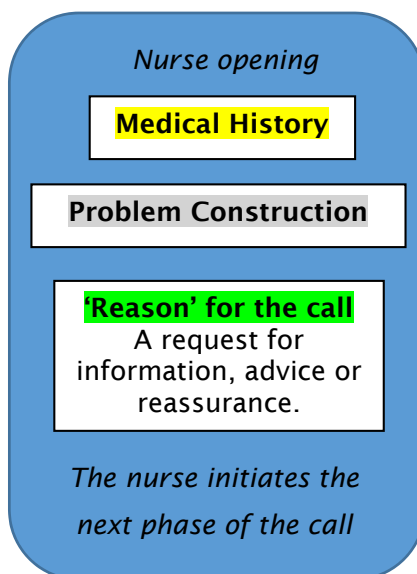 Nurse opening
Medical History
Problem Construction
‘Reason’ for the call
A request for
information, advice or
reassurance.
The nurse initiates the
next phase of the call